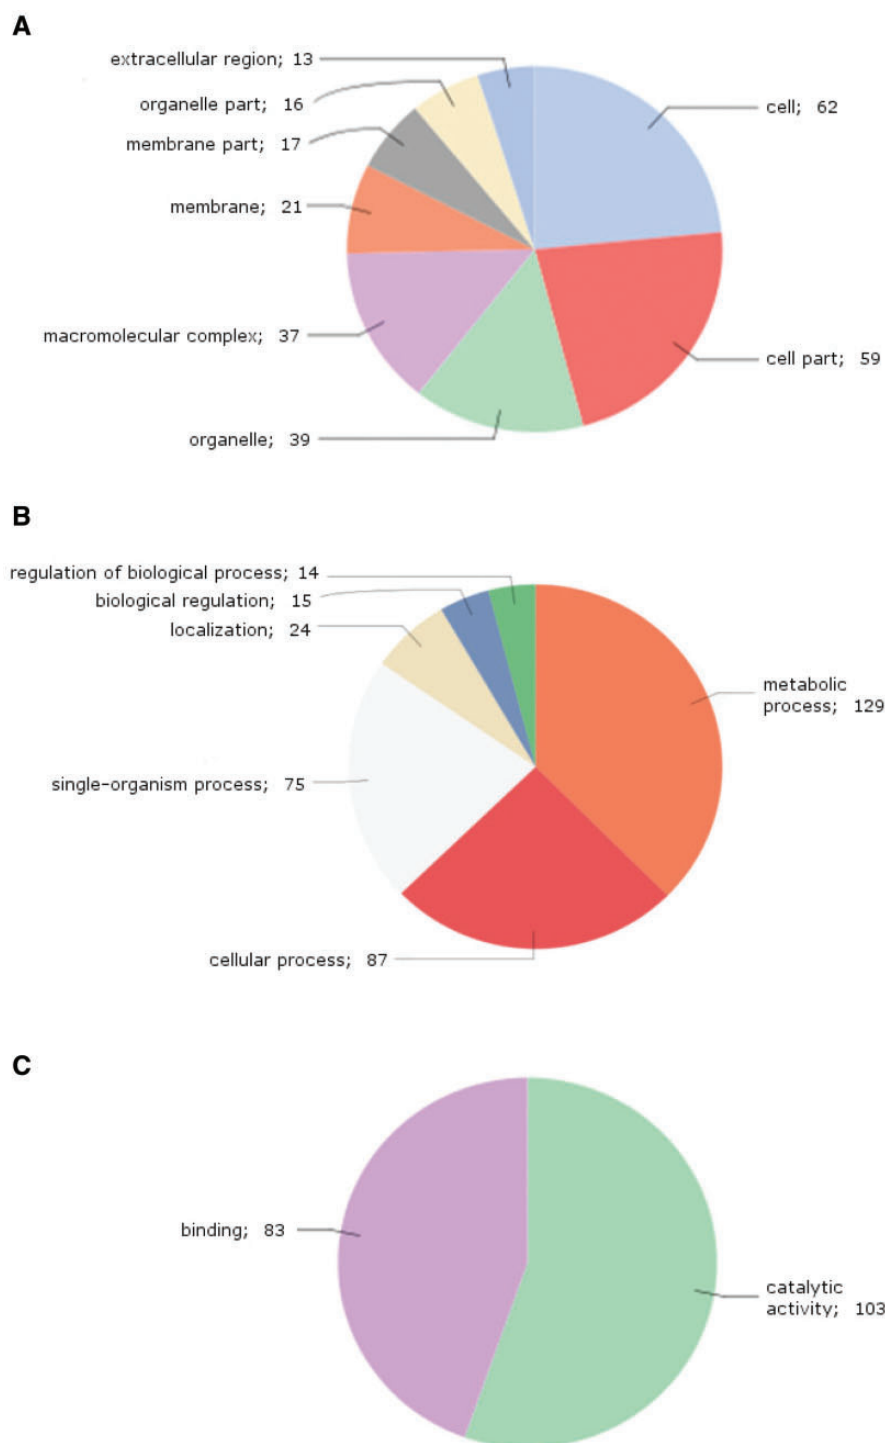 A
extracellular region; 13
organelle part; 16
membrane part; 17
membrane; 21
macromolecular complex; 37
organelle; 39
cell; 62
cell part; 59
B
regulation of biological process; 14
biological regulation; 15
localization; 24
single-organism process; 75
cellular process; 87
metabolic
process; 129
C
binding; 83
catalytic
activity; 103